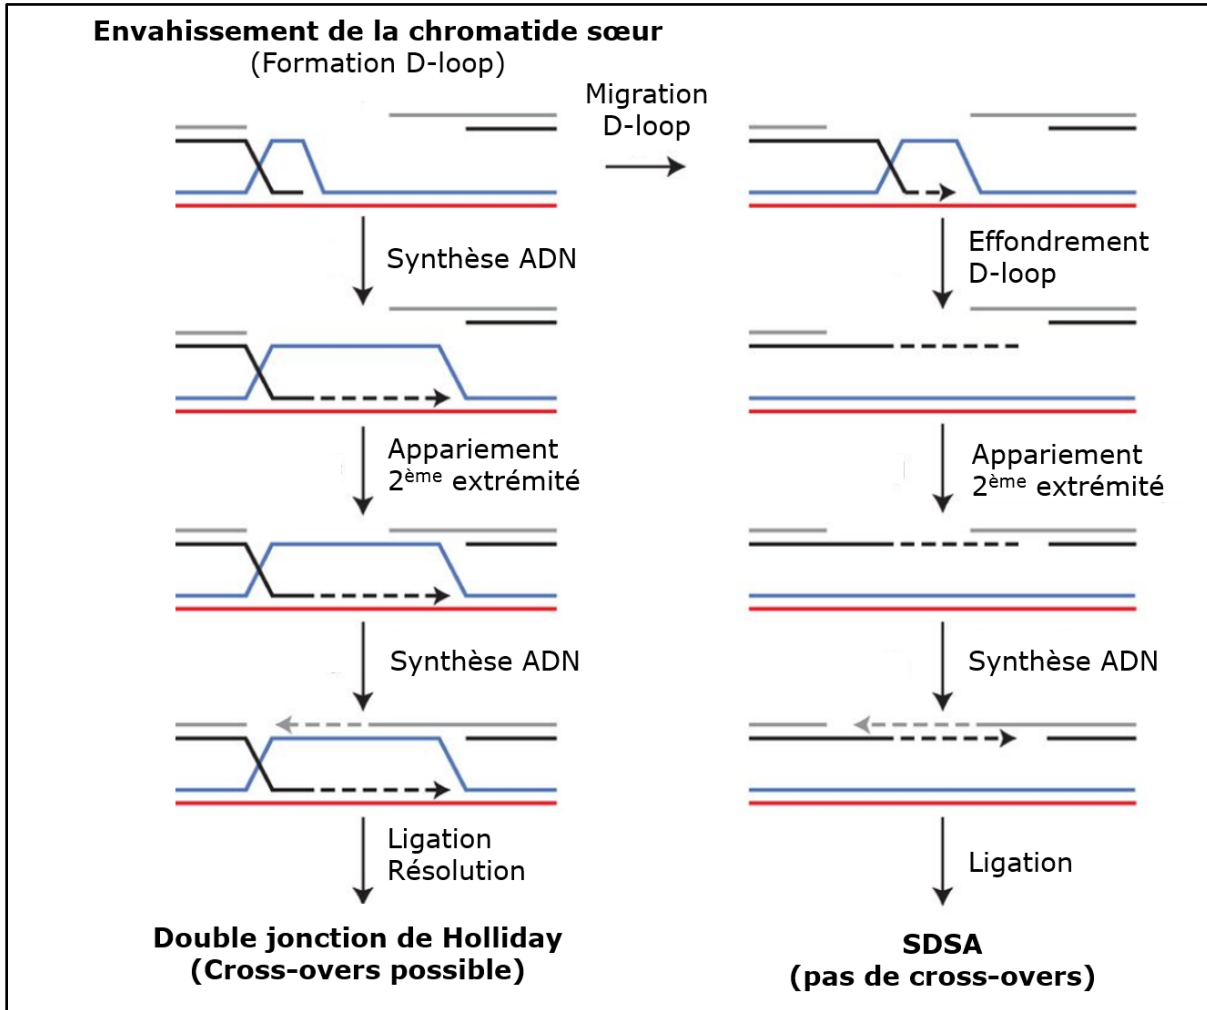 Envahissement de la chromatide sœur
(Formation D-loop)
Migration
D-loop
Synthèse ADN
Appariement
2ème extrémité
Synthèse ADN
Ligation
Résolution
Double jonction de Holliday
(Cross-overs possible)
Effondrement
D-loop
Appariement
2ème extrémité
Synthèse ADN
Ligation
SDSA
(pas de cross-overs)